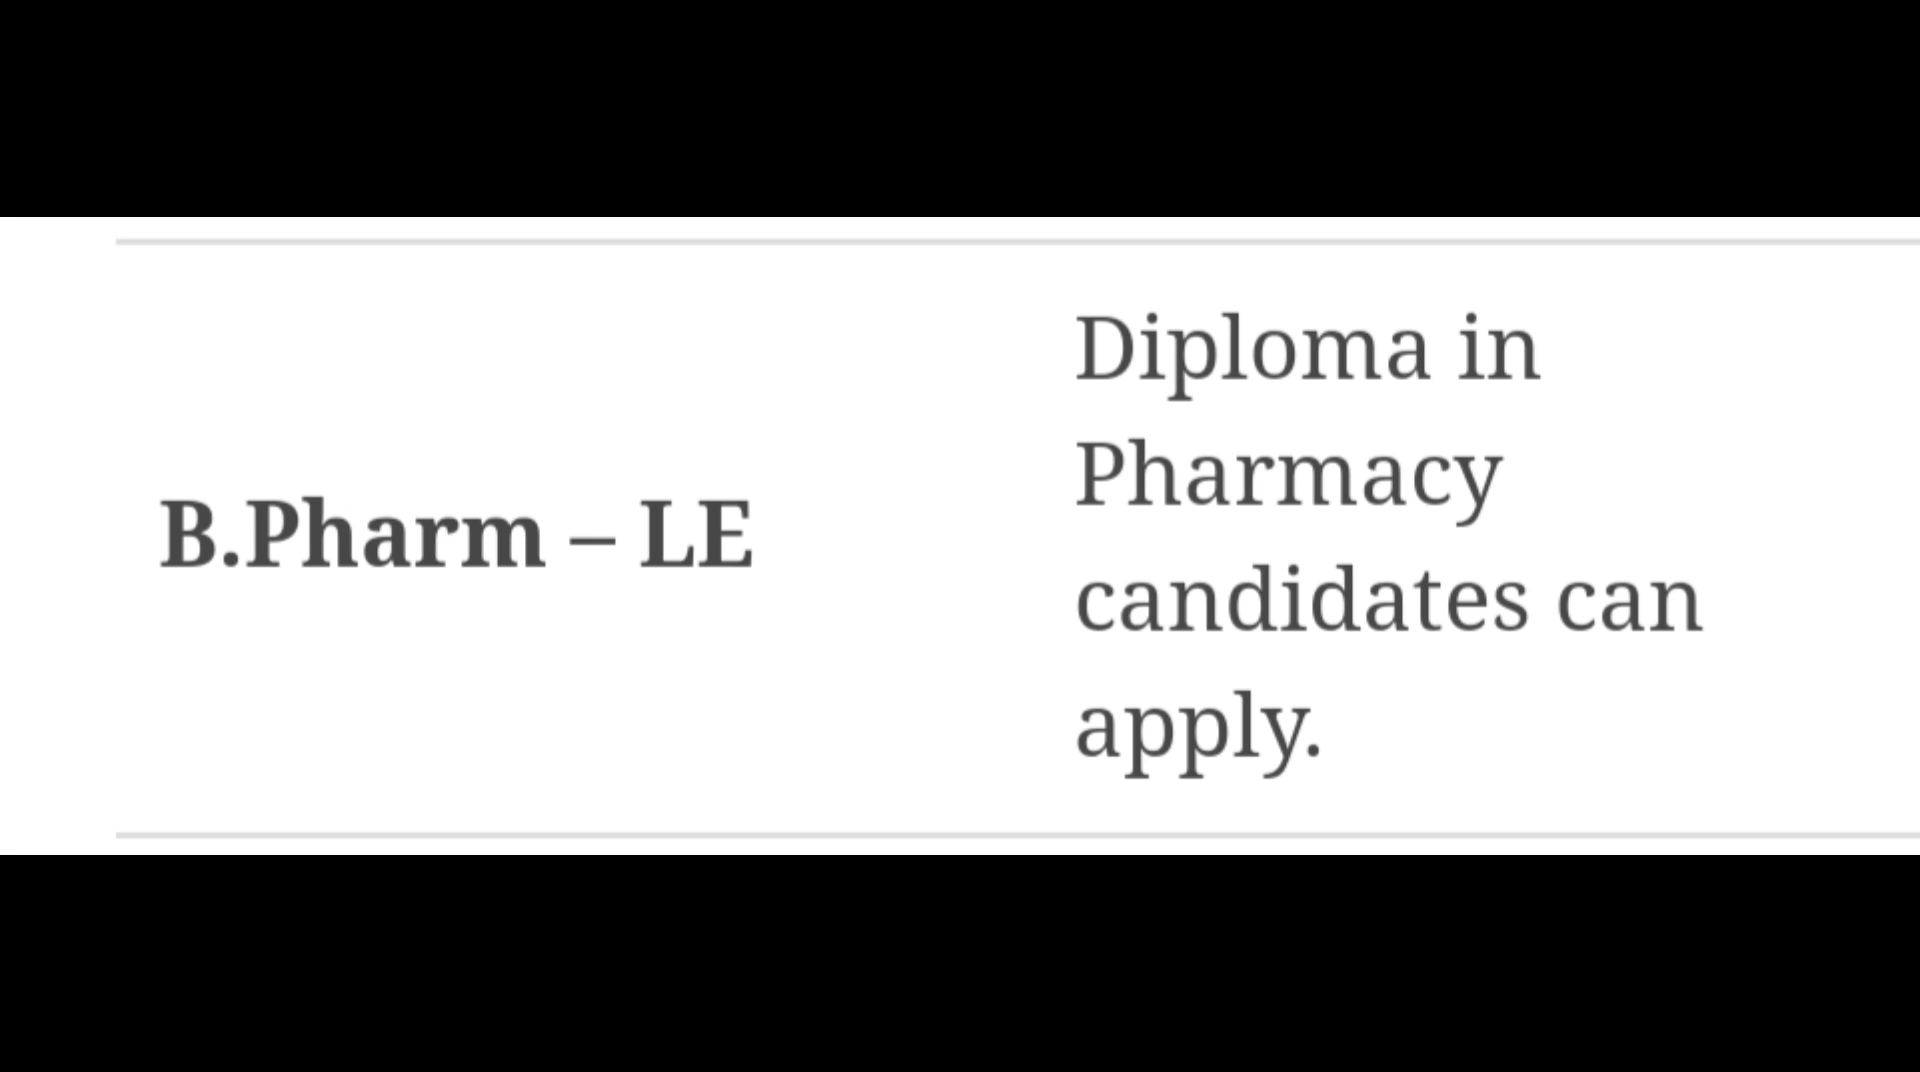 B.Pharm – LE
Diploma in
Pharmacy
candidates can
apply.